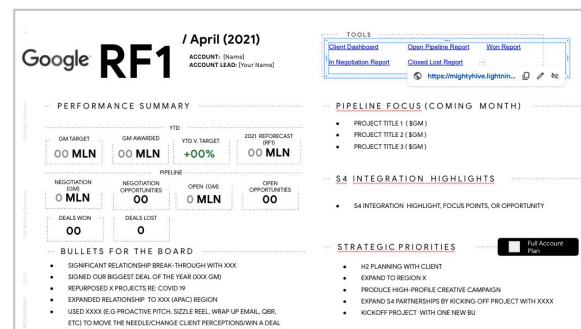 Google RF1
/ April (2021)
ACCOUNT: [Name]
ACCOUNT LEAD: [Your Name]
TOOLS
Client Dashboard Open Pipeline Report Won Report
In Negotiation Report Closed Lost Report
https://mightyhive.lightnin...
PERFORMANCE SUMMARY
YTD
GM TARGET GM AWARDED YTD V. TARGET 2021 REFORECAST
(RF1)
00 MLN 00 MLN +00% 00 MLN
PIPELINE
NEGOTIATION
(GM)
0 MLN
NEGOTIATION
OPPORTUNITIES
00
OPEN (GM)
0 MLN
OPEN
OPPORTUNITIES
00
DEALS WON
00
DEALS LOST
0
BULLETS FOR THE BOARD
● SIGNIFICANT RELATIONSHIP BREAK-THROUGH WITH XXX
● SIGNED OUR BIGGEST DEAL OF THE YEAR (XXX GM)
● REPURPOSED X PROJECTS RE: COVID 19
● EXPANDED RELATIONSHIP TO XXX (APAC) REGION
● USED XXXX (E.G PROACTIVE PITCH, SIZZLE REEL, WRAP UP EMAIL, QBR,
ETC) TO MOVE THE NEEDLE/CHANGE CLIENT PERCEPTIONS/WIN A DEAL
PIPELINE FOCUS (COMING MONTH)
● PROJECT TITLE 1 ( $GM )
● PROJECT TITLE 2 ( $GM )
● PROJECT TITLE 3 ( $GM )
S4 INTEGRATION HIGHLIGHTS
● S4 INTEGRATION HIGHLIGHT, FOCUS POINTS, OR OPPORTUNITY
STRATEGIC PRIORITIES
Full Account
Plan
● H2 PLANNING WITH CLIENT
● EXPAND TO REGION X
● PRODUCE HIGH-PROFILE CREATIVE CAMPAIGN
● EXPAND S4 PARTNERSHIPS BY KICKING OFF PROJECT WITH XXXX
● KICKOFF PROJECT WITH ONE NEW BU